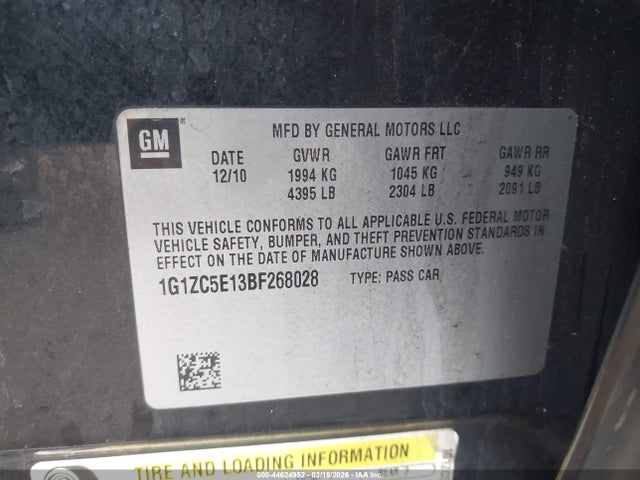 GM ®
MFD BY GENERAL MOTORS LLC
DATE GVWR GAWR FRT GAWR RR
12/10 1994 KG 1045 KG 949 KG
4395 LB 2304 LB 2091 LB
THIS VEHICLE CONFORMS TO ALL APPLICABLE U.S. FEDERAL MOTOR
VEHICLE SAFETY, BUMPER, AND THEFT PREVENTION STANDARDS IN
EFFECT ON THE DATE OF MANUFACTURE SHOWN ABOVE.
1G1ZC5E13BF268028 TYPE: PASS CAR
TIRE AND LOADING INFORMATION
000-44624952 - 03/19/2026 - IAAI COPYRIGHT